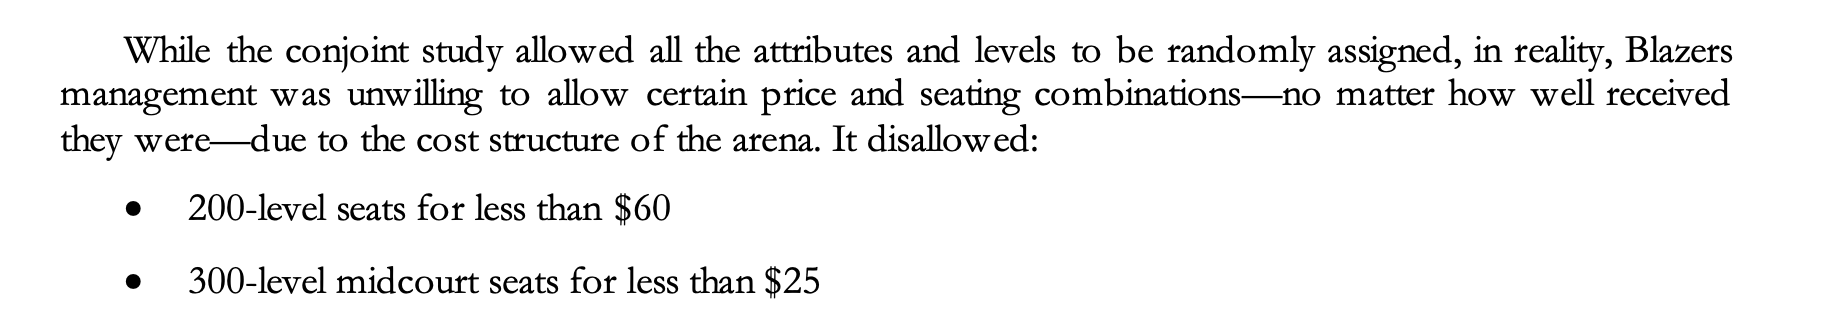 While the conjoint study allowed all the attributes and levels to be randomly assigned, in reality, Blazers
management was unwilling to allow certain price and seating combinations—no matter how well received
they were—due to the cost structure of the arena. It disallowed:
• 200-level seats for less than $60
• 300-level midcourt seats for less than $25